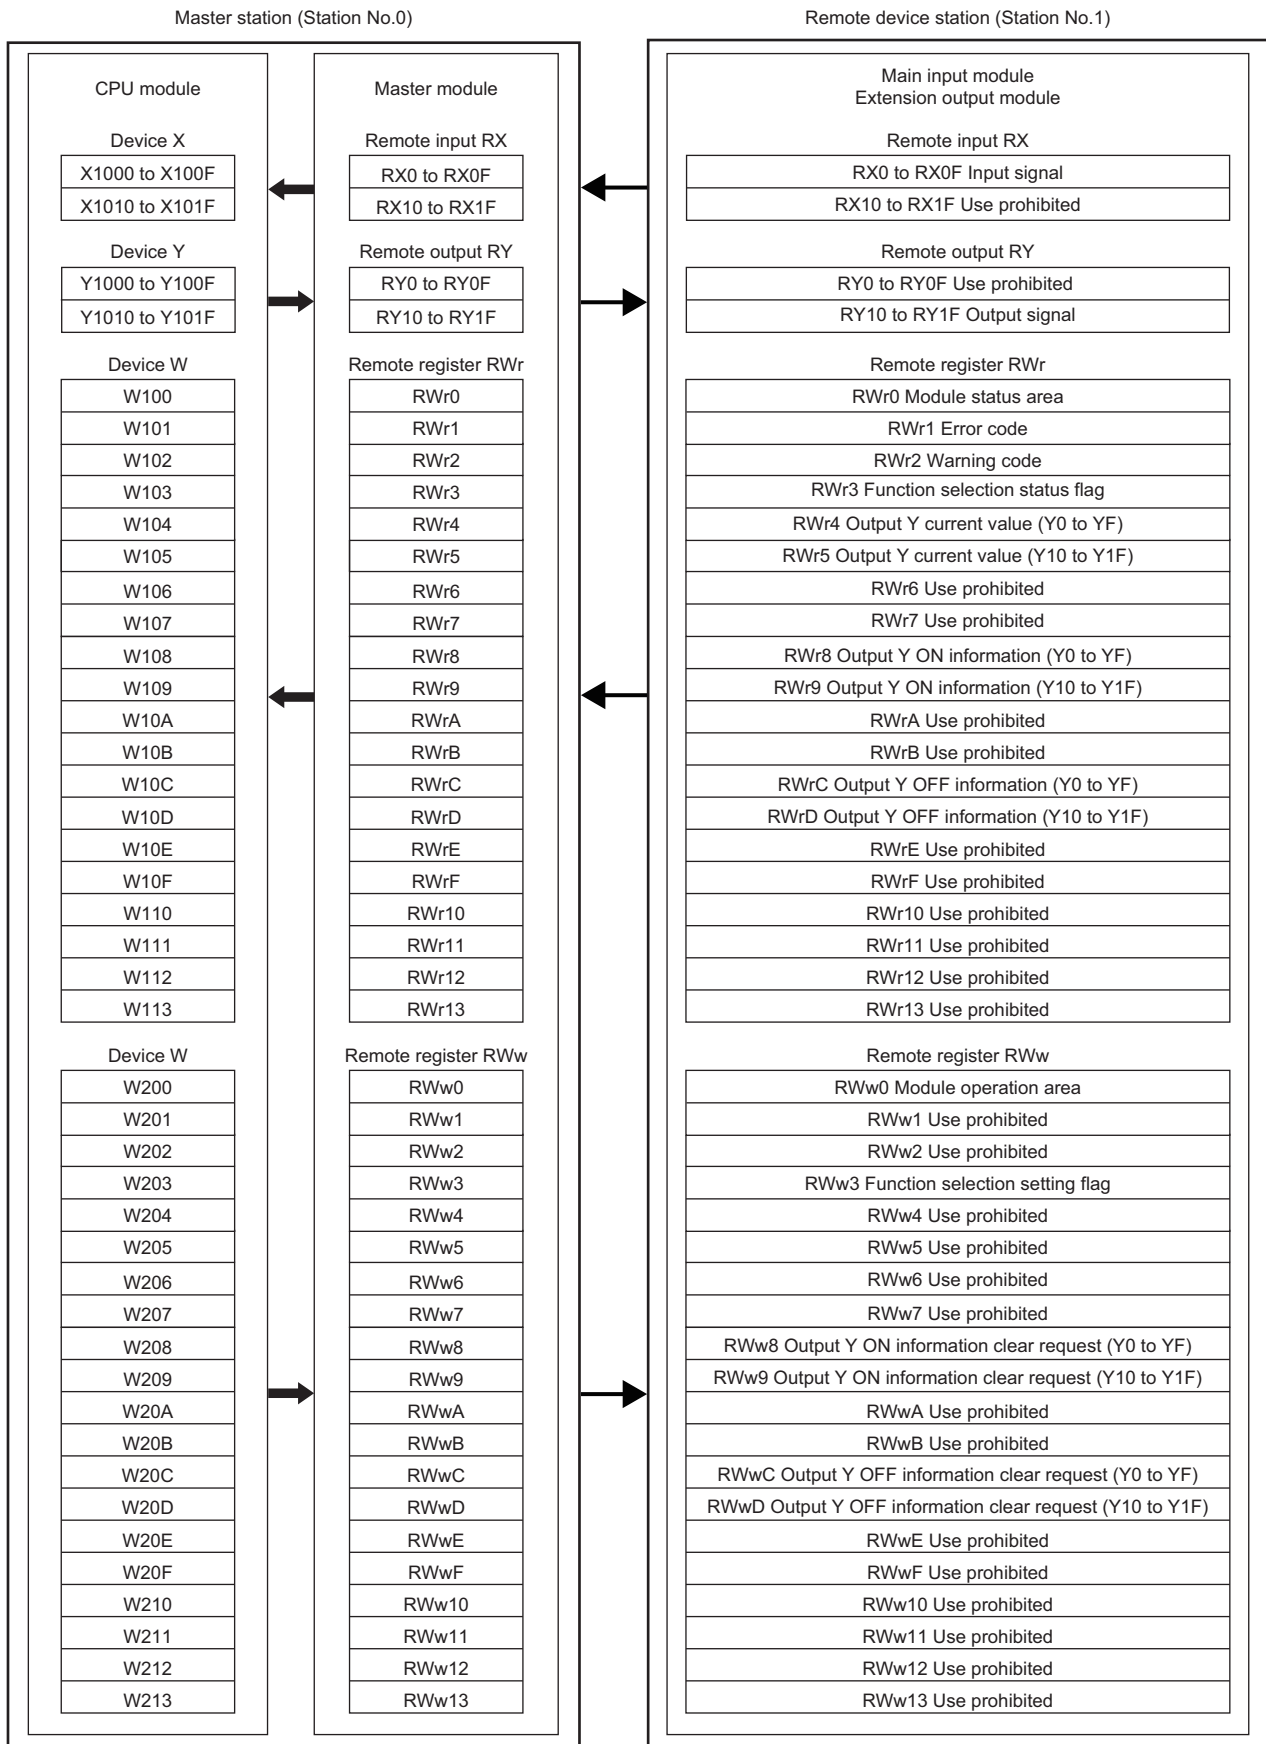 Master station (Station No.0)
Remote device station (Station No.1)
CPU module
Master module
Main input module
Extension output module
Device X
Remote input RX
Remote input RX
X1000 to X100F
RX0 to RX0F
RX0 to RX0F Input signal
X1010 to X101F
RX10 to RX1F
RX10 to RX1F Use prohibited
Device Y
Remote output RY
Remote output RY
Y1000 to Y100F
RY0 to RY0F
RY0 to RY0F Use prohibited
Y1010 to Y101F
RY10 to RY1F
RY10 to RY1F Output signal
Device W
Remote register RWr
Remote register RWr
W100
RWr0
RWr0 Module status area
W101
RWr1
RWr1 Error code
W102
RWr2
RWr2 Warning code
W103
RWr3
RWr3 Function selection status flag
W104
RWr4
RWr4 Output Y current value (Y0 to YF)
W105
RWr5
RWr5 Output Y current value (Y10 to Y1F)
W106
RWr6
RWr6 Use prohibited
W107
RWr7
RWr7 Use prohibited
W108
RWr8
RWr8 Output Y ON information (Y0 to YF)
W109
RWr9
RWr9 Output Y ON information (Y10 to Y1F)
W10A
RWrA
RWrA Use prohibited
W10B
RWrB
RWrB Use prohibited
W10C
RWrC
RWrC Output Y OFF information (Y0 to YF)
W10D
RWrD
RWrD Output Y OFF information (Y10 to Y1F)
W10E
RWrE
RWrE Use prohibited
W10F
RWrF
RWrF Use prohibited
W110
RWr10
RWr10 Use prohibited
W111
RWr11
RWr11 Use prohibited
W112
RWr12
RWr12 Use prohibited
W113
RWr13
RWr13 Use prohibited
Device W
Remote register RWw
Remote register RWw
W200
RWw0
RWw0 Module operation area
W201
RWw1
RWw1 Use prohibited
W202
RWw2
RWw2 Use prohibited
W203
RWw3
RWw3 Function selection setting flag
W204
RWw4
RWw4 Use prohibited
W205
RWw5
RWw5 Use prohibited
W206
RWw6
RWw6 Use prohibited
W207
RWw7
RWw7 Use prohibited
W208
RWw8
RWw8 Output Y ON information clear request (Y0 to YF)
W209
RWw9
RWw9 Output Y ON information clear request (Y10 to Y1F)
W20A
RWwA
RWwA Use prohibited
W20B
RWwB
RWwB Use prohibited
W20C
RWwC
RWwC Output Y OFF information clear request (Y0 to YF)
W20D
RWwD
RWwD Output Y OFF information clear request (Y10 to Y1F)
W20E
RWwE
RWwE Use prohibited
W20F
RWwF
RWwF Use prohibited
W210
RWw10
RWw10 Use prohibited
W211
RWw11
RWw11 Use prohibited
W212
RWw12
RWw12 Use prohibited
W213
RWw13
RWw13 Use prohibited